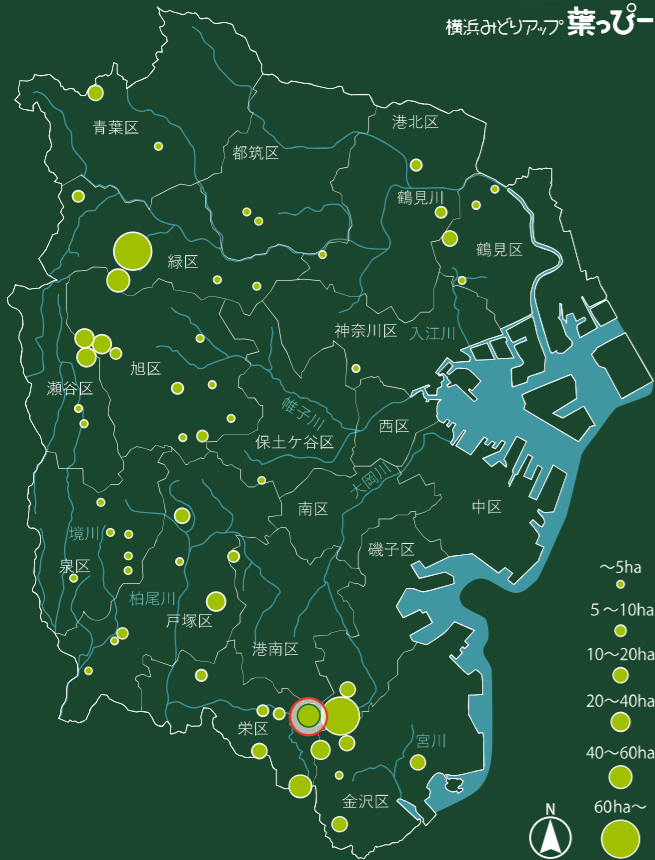 横浜みどりアップ 葉っぴー
青葉区
都筑区
港北区
鶴見川
鶴見区
緑区
神奈川区
入江川
旭区
瀬谷区
帷子川
西区
保土ケ谷区
大岡川
南区
中区
境川
磯子区
泉区
柏尾川
戸塚区
港南区
栄区
宮川
金沢区
〜5ha
5〜10ha
10〜20ha
20〜40ha
40〜60ha
60ha〜
N